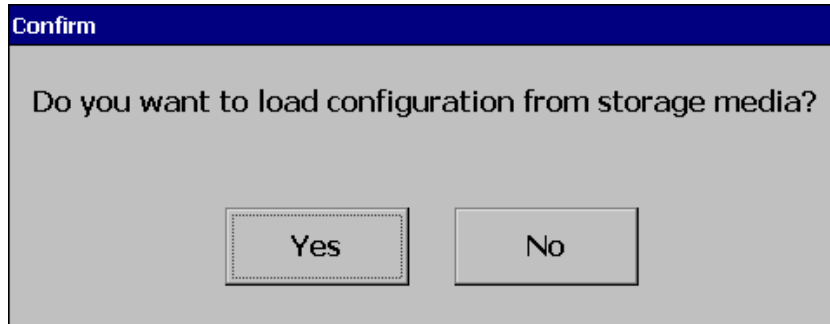 Confirm
Do you want to load configuration from storage media?
Yes No